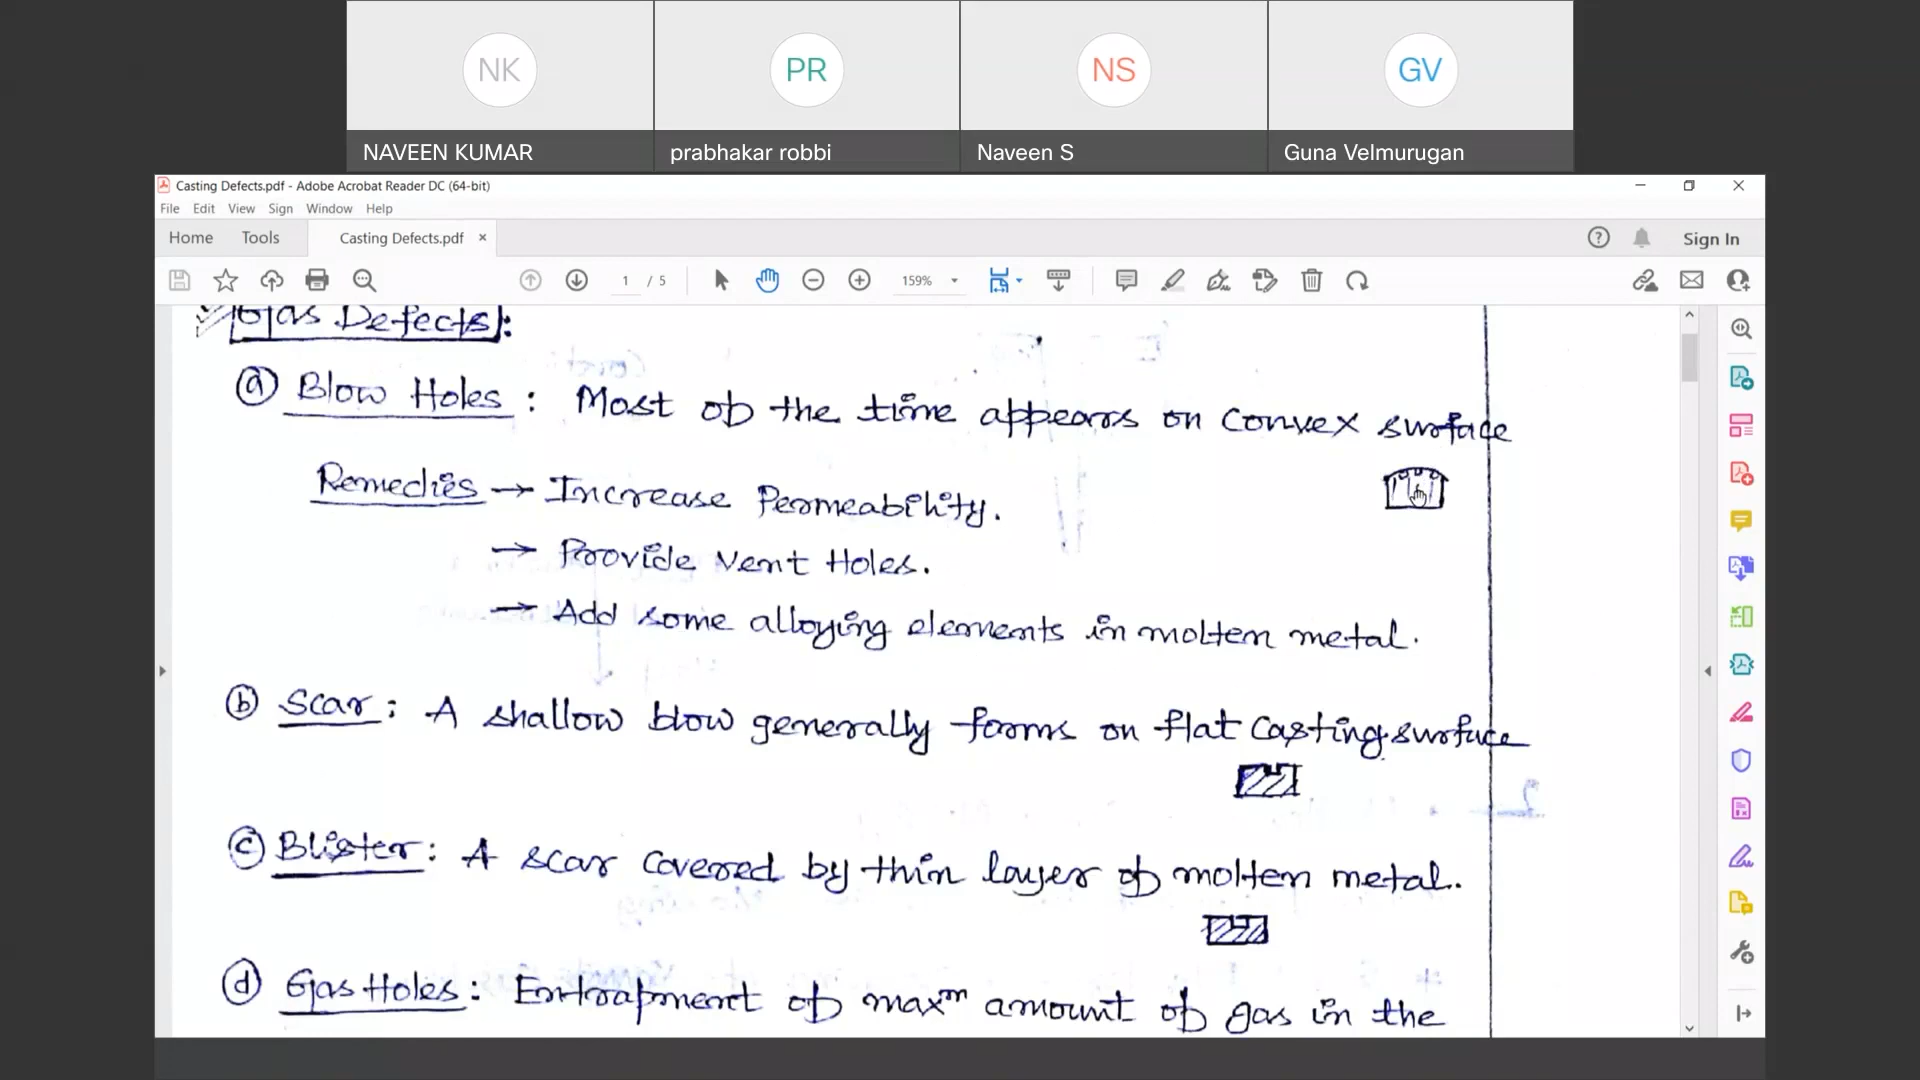 NK
PR
NS
GV
NAVEEN KUMAR
prabhakar robbi
Naveen S
Guna Velmurugan
Casting Defects.pdf - Adobe Acrobat Reader DC (64-bit)
File Edit View Sign Window Help
Home Tools Casting Defects.pdf × Sign In
1 / 5 159%
Gas Defects:
ⓐ Blow Holes : Most of the time appears on convex surface
Remedies → Increase Permeability.
→ Provide Vent Holes.
→ Add some alloying elements in molten metal.
ⓑ Scar : A shallow blow generally forms on flat casting surface
ⓒ Blister : A scar covered by thin layer of molten metal.
ⓓ Gas Holes : Entrapment of maxm amount of gas in the